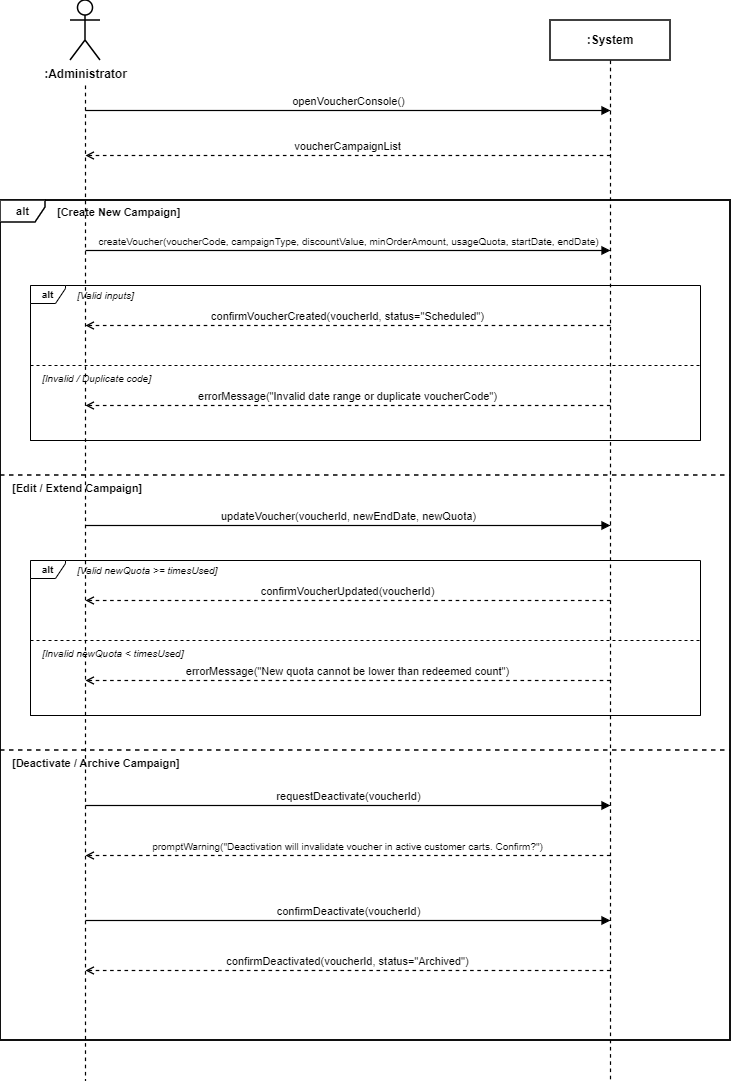 :Administrator
:System
openVoucherConsole()
voucherCampaignList
alt
[Create New Campaign]
createVoucher(voucherCode, campaignType, discountValue, minOrderAmount, usageQuota, startDate, endDate)
alt
[Valid inputs]
confirmVoucherCreated(voucherId, status="Scheduled")
[Invalid / Duplicate code]
errorMessage("Invalid date range or duplicate voucherCode")
[Edit / Extend Campaign]
updateVoucher(voucherId, newEndDate, newQuota)
alt
[Valid newQuota >= timesUsed]
confirmVoucherUpdated(voucherId)
[Invalid newQuota < timesUsed]
errorMessage("New quota cannot be lower than redeemed count")
[Deactivate / Archive Campaign]
requestDeactivate(voucherId)
promptWarning("Deactivation will invalidate voucher in active customer carts. Confirm?")
confirmDeactivate(voucherId)
confirmDeactivated(voucherId, status="Archived")